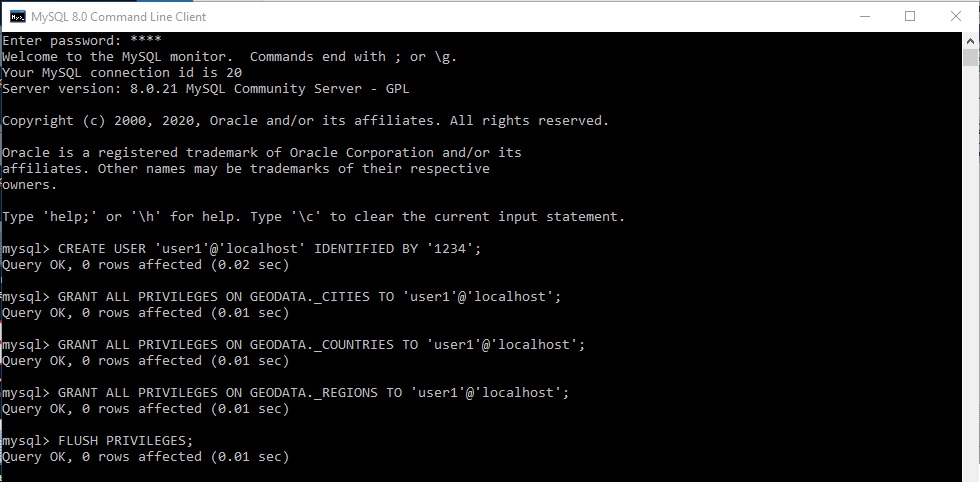 MySQL 8.0 Command Line Client
Enter password: ****
Welcome to the MySQL monitor.  Commands end with ; or \g.
Your MySQL connection id is 20
Server version: 8.0.21 MySQL Community Server - GPL
Copyright (c) 2000, 2020, Oracle and/or its affiliates. All rights reserved.
Oracle is a registered trademark of Oracle Corporation and/or its
affiliates. Other names may be trademarks of their respective
owners.
Type 'help;' or '\h' for help. Type '\c' to clear the current input statement.
mysql> CREATE USER 'user1'@'localhost' IDENTIFIED BY '1234';
Query OK, 0 rows affected (0.02 sec)
mysql> GRANT ALL PRIVILEGES ON GEODATA._CITIES TO 'user1'@'localhost';
Query OK, 0 rows affected (0.01 sec)
mysql> GRANT ALL PRIVILEGES ON GEODATA._COUNTRIES TO 'user1'@'localhost';
Query OK, 0 rows affected (0.01 sec)
mysql> GRANT ALL PRIVILEGES ON GEODATA._REGIONS TO 'user1'@'localhost';
Query OK, 0 rows affected (0.01 sec)
mysql> FLUSH PRIVILEGES;
Query OK, 0 rows affected (0.01 sec)